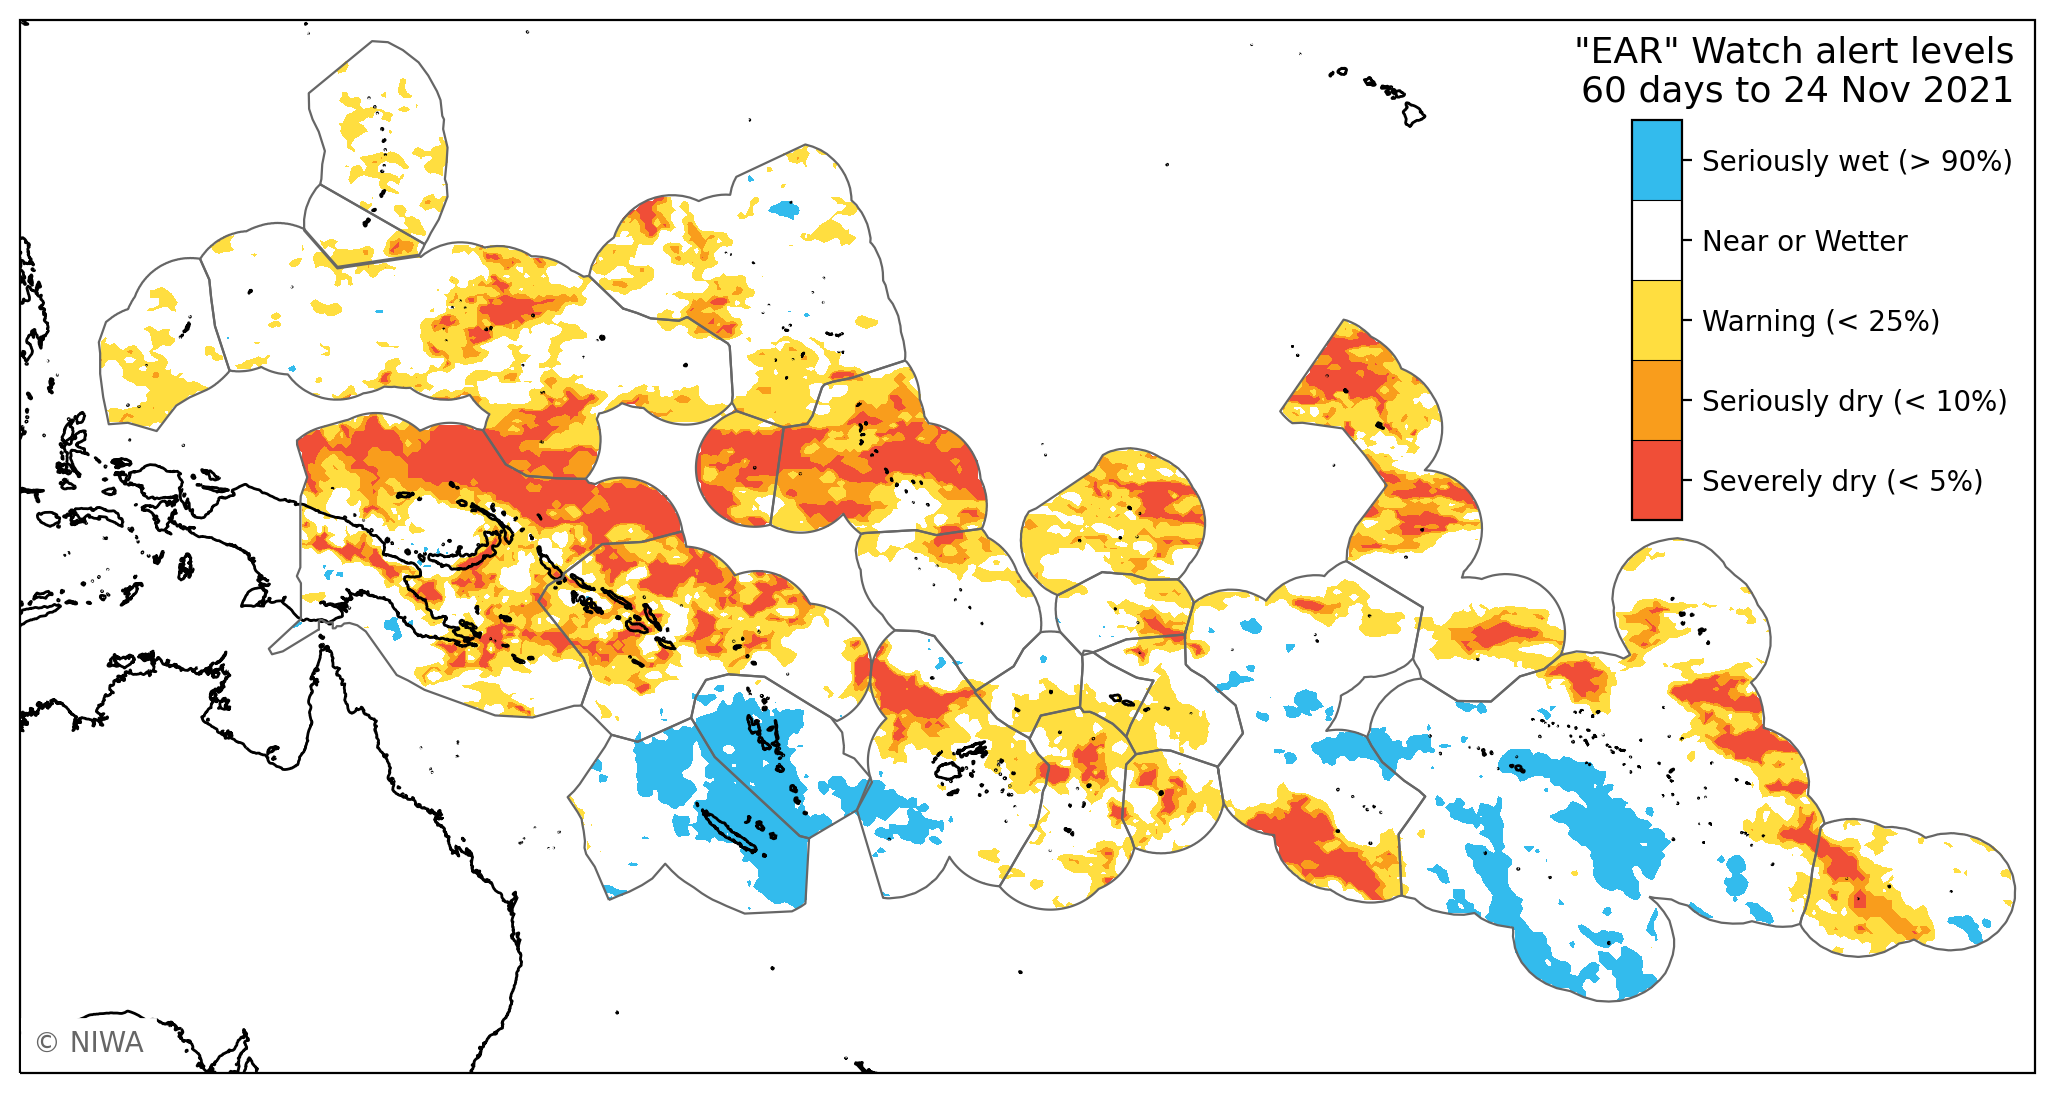 "EAR" Watch alert levels
60 days to 24 Nov 2021
Seriously wet (> 90%)
Near or Wetter
Warning (< 25%)
Seriously dry (< 10%)
Severely dry (< 5%)
© NIWA